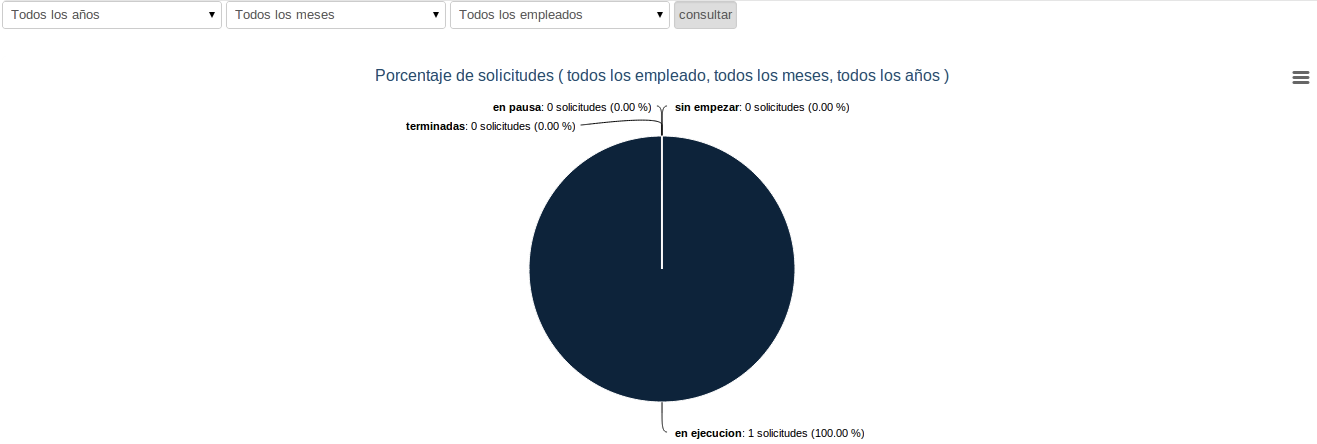 Todos los años Todos los meses Todos los empleados consultar
Porcentaje de solicitudes ( todos los empleado, todos los meses, todos los años )
en pausa: 0 solicitudes (0.00 %) sin empezar: 0 solicitudes (0.00 %)
terminadas: 0 solicitudes (0.00 %)
en ejecucion: 1 solicitudes (100.00 %)